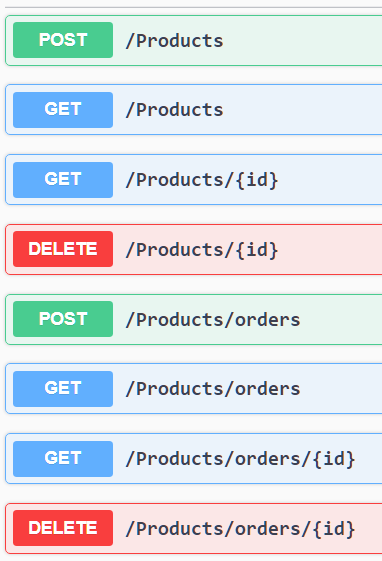 POST /Products
GET /Products
GET /Products/{id}
DELETE /Products/{id}
POST /Products/orders
GET /Products/orders
GET /Products/orders/{id}
DELETE /Products/orders/{id}